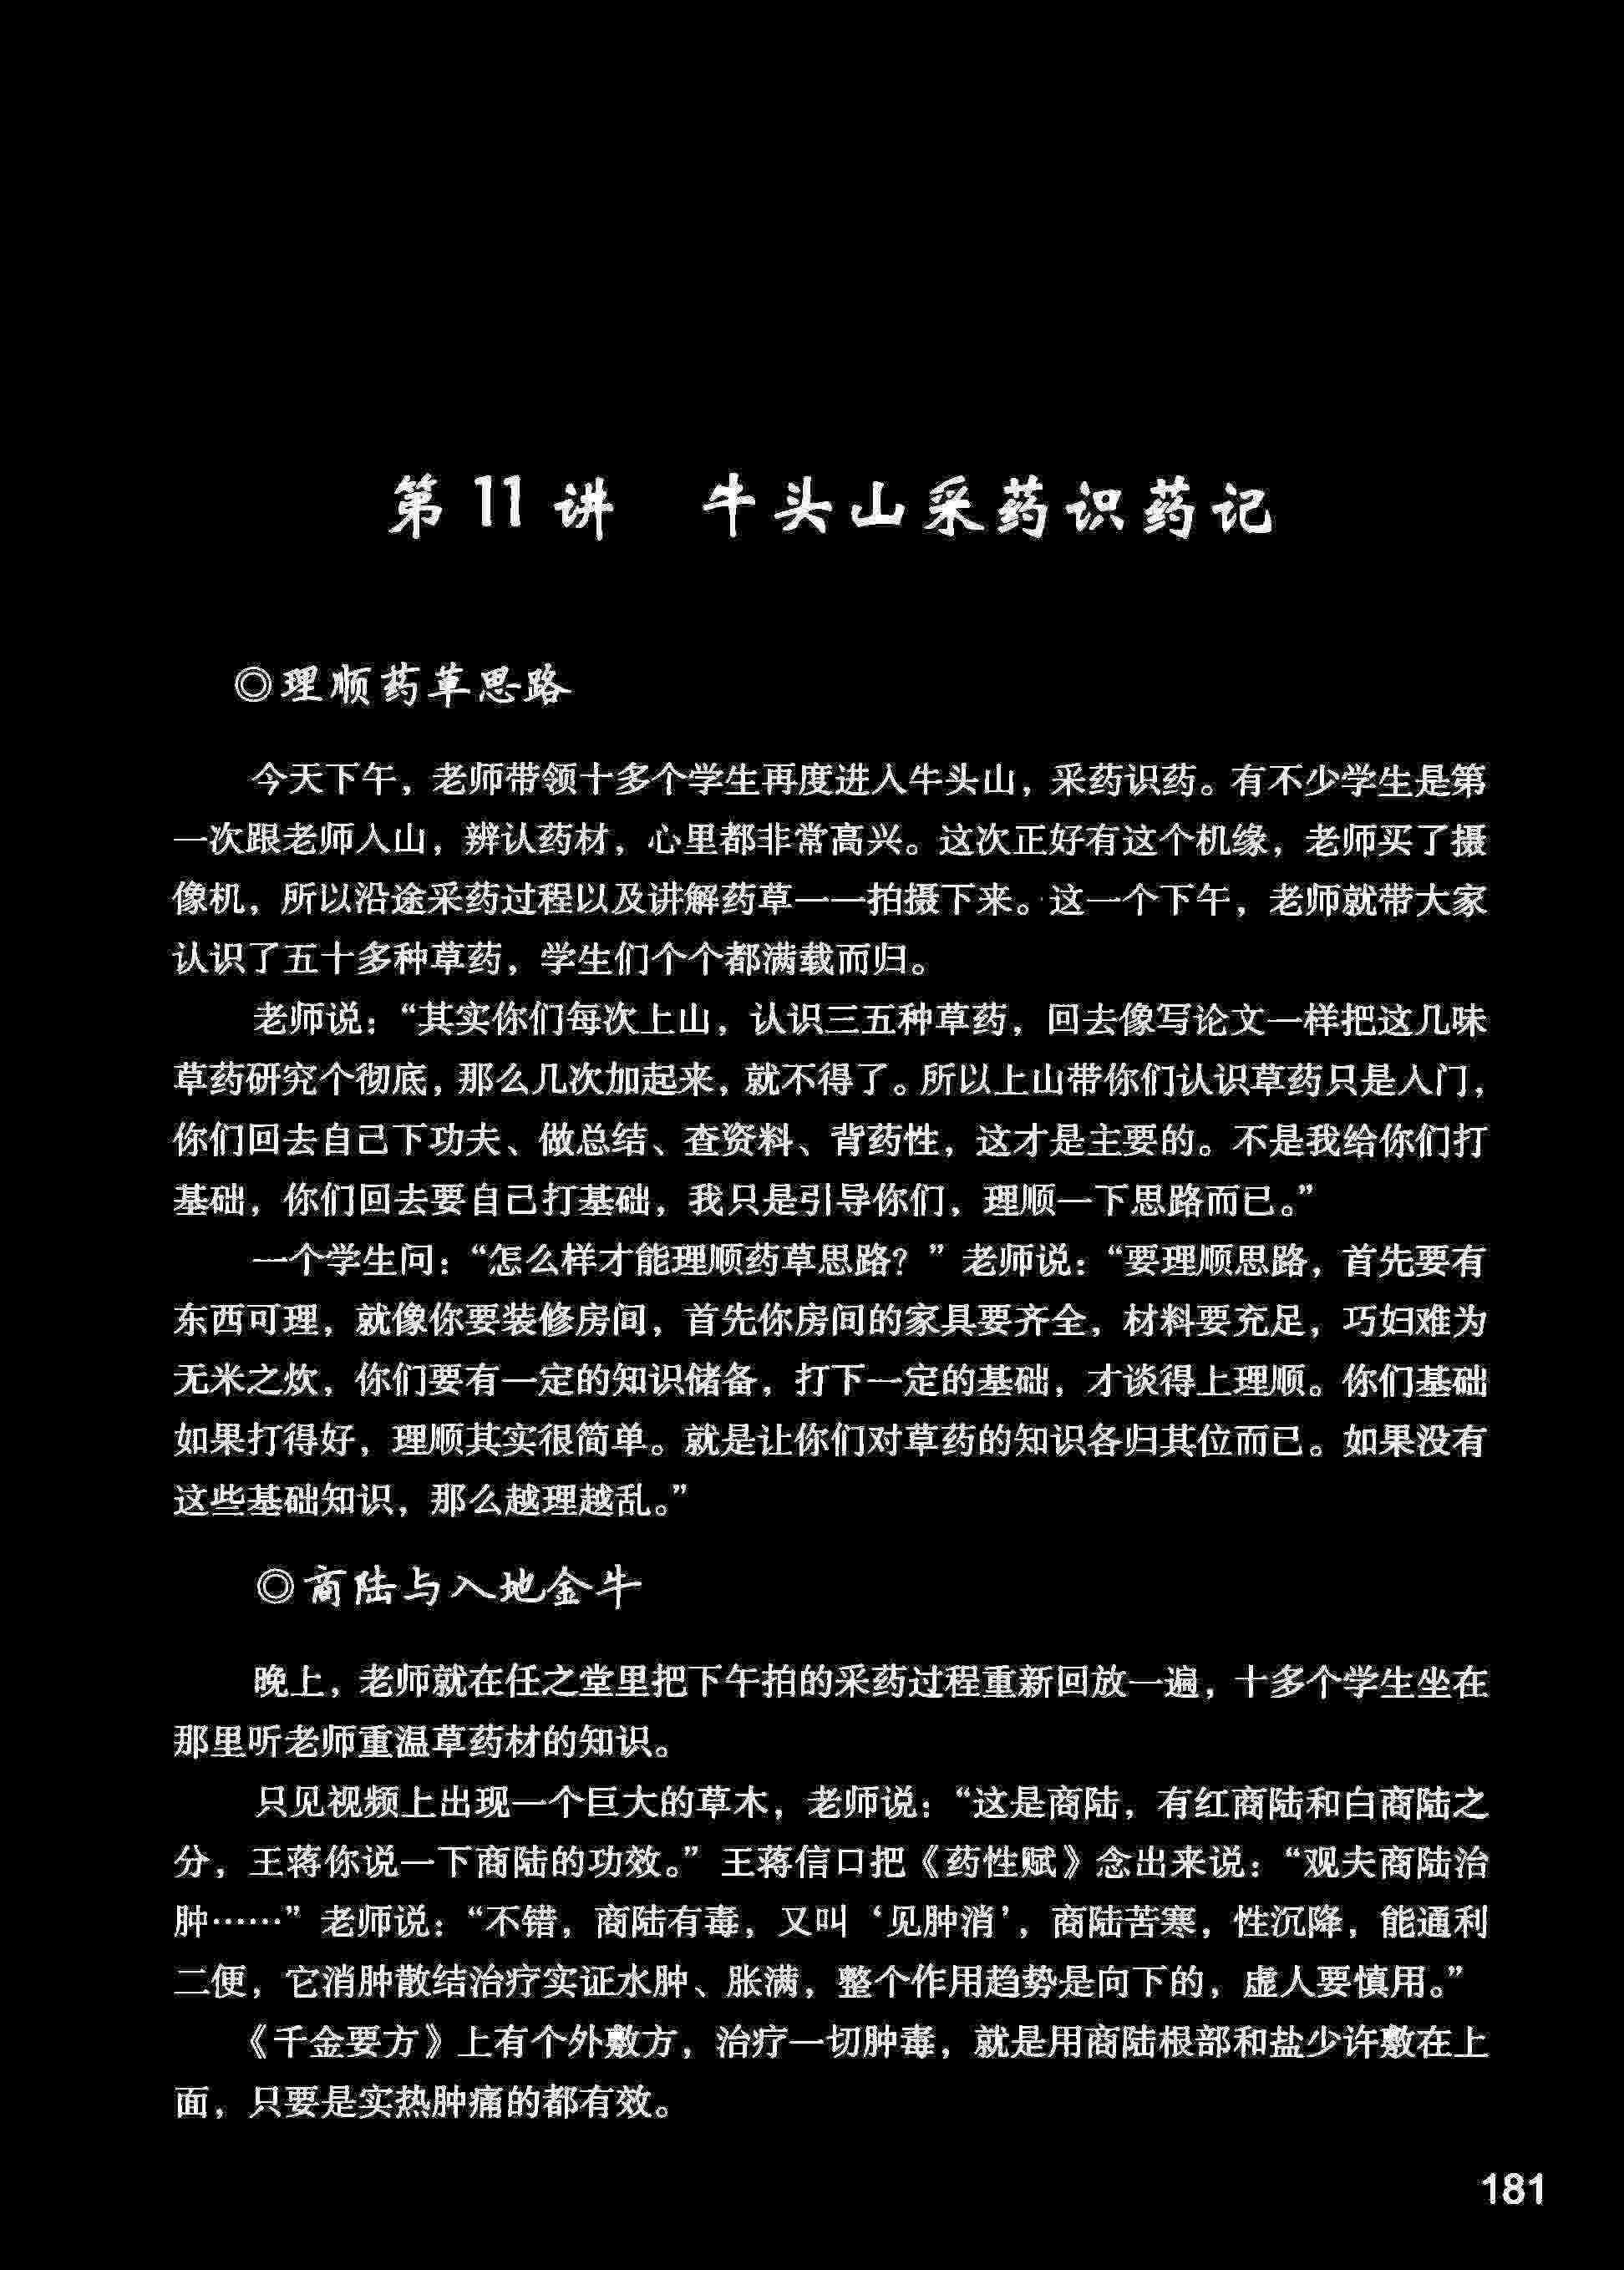 第 11 讲 牛头山采药识药记
◎理顺药草思路
今天下午，老师带领十多个学生再度进入牛头山，采药识药。有不少学生是第
一次跟老师入山，辨认药材，心里都非常高兴。这次正好有这个机缘，老师买了摄
像机，所以沿途采药过程以及讲解药草一一拍摄下来。这一个下午，老师就带大家
认识了五十多种草药，学生们个个都满载而归。
老师说：“其实你们每次上山，认识三五种草药，回去像写论文一样把这几味
草药研究个彻底，那么几次加起来，就不得了。所以上山带你们认识草药只是入门，
你们回去自己下功夫、做总结、查资料、背药性，这才是主要的。不是我给你们打
基础，你们回去要自己打基础，我只是引导你们，理顺一下思路而已。”
一个学生问：“怎么样才能理顺药草思路？”老师说：“要理顺思路，首先要有
东西可理，就像你要装修房间，首先你房间的家具要齐全，材料要充足，巧妇难为
无米之炊，你们要有一定的知识储备，打下一定的基础，才谈得上理顺。你们基础
如果打得好，理顺其实很简单。就是让你们对草药的知识各归其位而已。如果没有
这些基础知识，那么越理越乱。”
◎商陆与入地金牛
晚上，老师就在任之堂里把下午拍的采药过程重新回放一遍，十多个学生坐在
那里听老师重温草药材的知识。
只见视频上出现一个巨大的草木，老师说：“这是商陆，有红商陆和白商陆之
分，王蒋你说一下商陆的功效。”王蒋信口把《药性赋》念出来说：“观夫商陆治
肿……”老师说：“不错，商陆有毒，又叫‘见肿消’，商陆苦寒，性沉降，能通利
二便，它消肿散结治疗实证水肿、胀满，整个作用趋势是向下的，虚人要慎用。”
《千金要方》上有个外敷方，治疗一切肿毒，就是用商陆根部和盐少许敷在上
面，只要是实热肿痛的都有效。
181